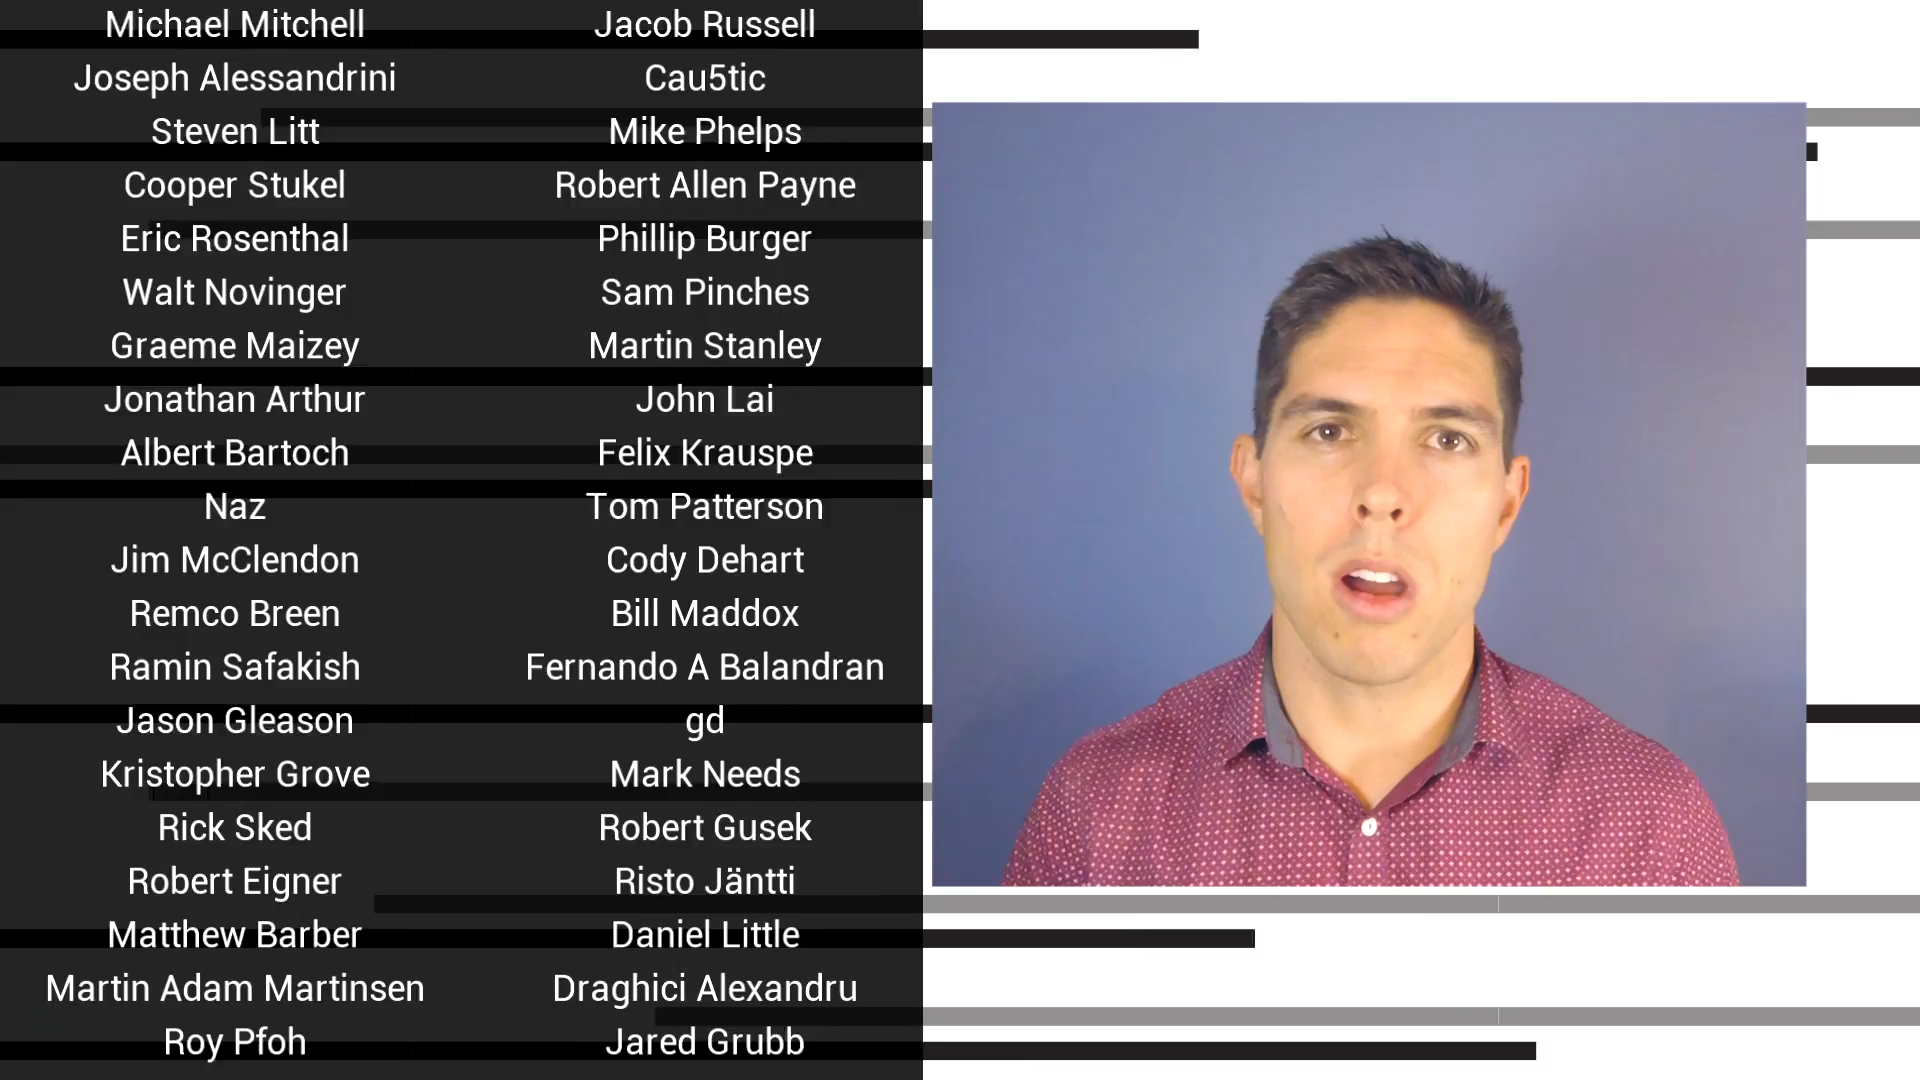 Michael Mitchell
Joseph Alessandrini
Steven Litt
Cooper Stukel
Eric Rosenthal
Walt Novinger
Graeme Maizey
Jonathan Arthur
Albert Bartoch
Naz
Jim McClendon
Remco Breen
Ramin Safakish
Jason Gleason
Kristopher Grove
Rick Sked
Robert Eigner
Matthew Barber
Martin Adam Martinsen
Roy Pfoh
Jacob Russell
Cau5tic
Mike Phelps
Robert Allen Payne
Phillip Burger
Sam Pinches
Martin Stanley
John Lai
Felix Krauspe
Tom Patterson
Cody Dehart
Bill Maddox
Fernando A Balandran
gd
Mark Needs
Robert Gusek
Risto Jäntti
Daniel Little
Draghici Alexandru
Jared Grubb